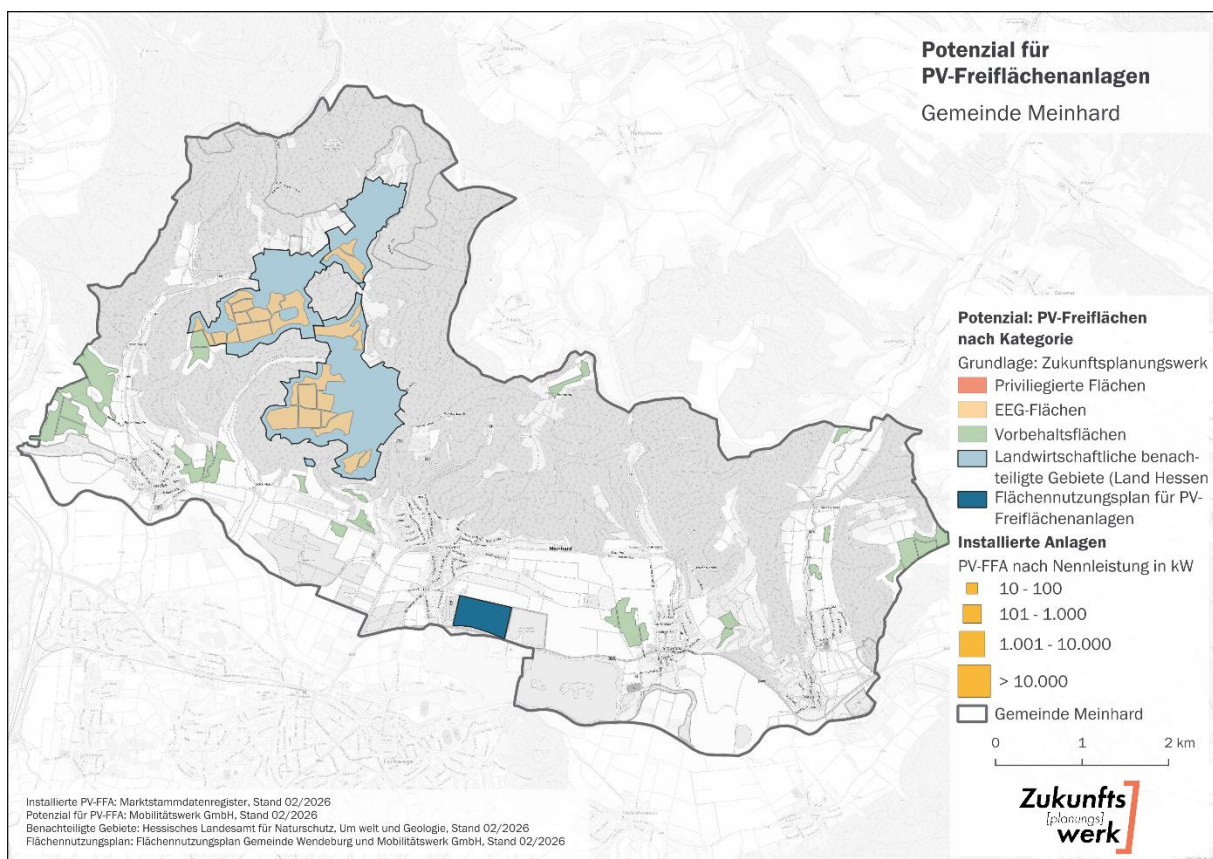 Potenzial für
PV-Freiflächenanlagen
Gemeinde Meinhard
Potenzial: PV-Freiflächen
nach Kategorie
Grundlage: Zukunftsplanungswerk
Priviliegierte Flächen
EEG-Flächen
Vorbehaltsflächen
Landwirtschaftliche benach-
teiligte Gebiete (Land Hessen
Flächennutzungsplan für PV-
Freiflächenanlagen
Installierte Anlagen
PV-FFA nach Nennleistung in kW
10 - 100
101 - 1.000
1.001 - 10.000
> 10.000
Gemeinde Meinhard
0 1 2 km
Meinhard
Eschwege
Zukunfts
[planungs]
werk
Installierte PV-FFA: Marktstammdatenregister, Stand 02/2026
Potenzial für PV-FFA: Mobilitätswerk GmbH, Stand 02/2026
Benachteiligte Gebiete: Hessisches Landesamt für Naturschutz, Um welt und Geologie, Stand 02/2026
Flächennutzungsplan: Flächennutzungsplan Gemeinde Wendeburg und Mobilitätswerk GmbH, Stand 02/2026